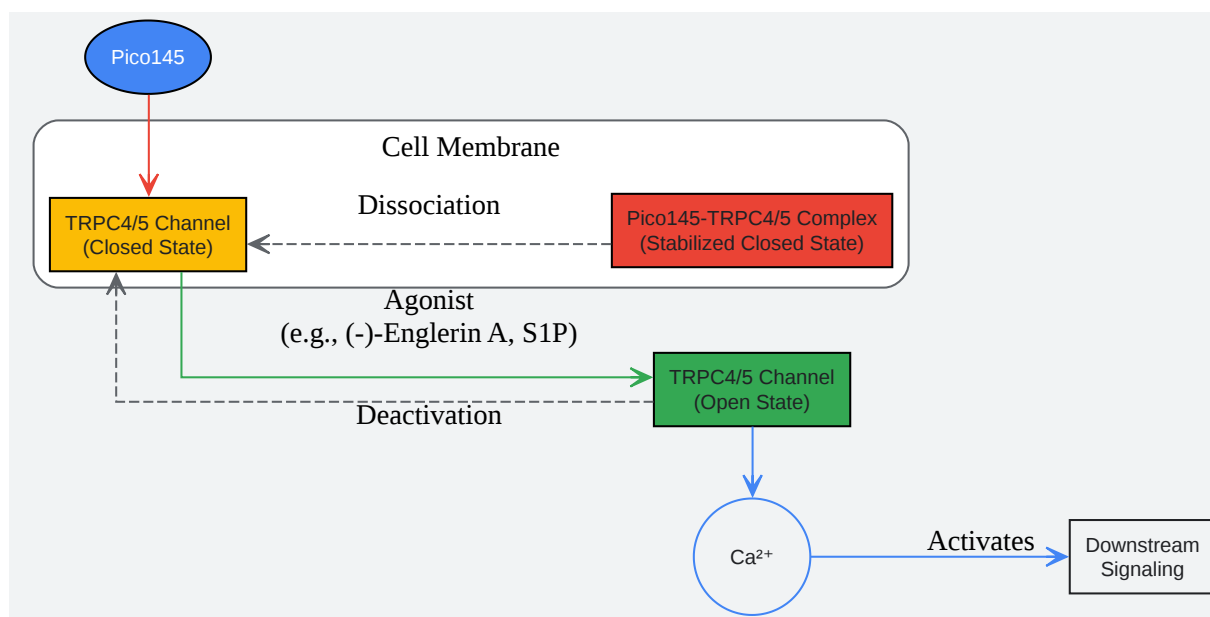 Pico145
Cell Membrane
Dissociation
TRPC4/5 Channel
(Closed State)
Pico145-TRPC4/5 Complex
(Stabilized Closed State)
Agonist
(e.g., (-)-Englerin A, S1P)
TRPC4/5 Channel
(Open State)
Deactivation
Ca²⁺
Activates
Downstream
Signaling